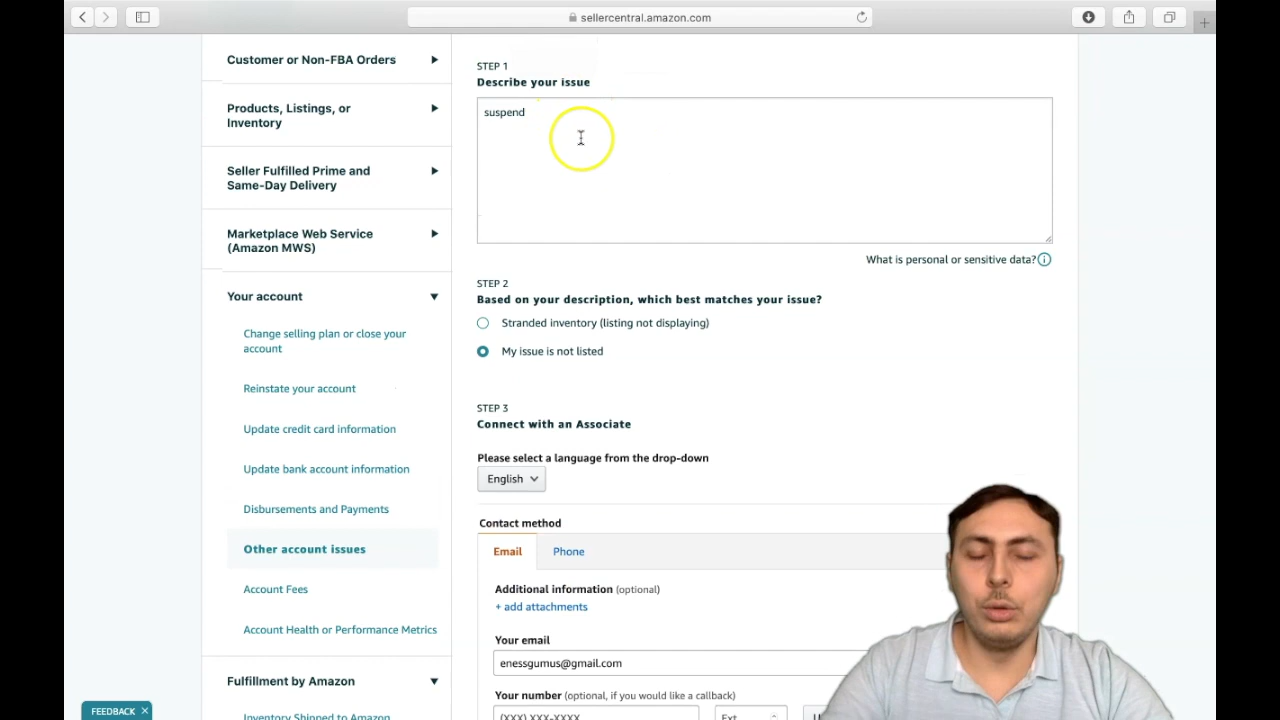 sellercentral.amazon.com
Customer or Non-FBA Orders
Products, Listings, or
Inventory
Seller Fulfilled Prime and
Same-Day Delivery
Marketplace Web Service
(Amazon MWS)
Your account
Change selling plan or close your
account
Reinstate your account
Update credit card information
Update bank account information
Disbursements and Payments
Other account issues
Account Fees
Account Health or Performance Metrics
Fulfillment by Amazon
Inventory Shipped to Amazon
FEEDBACK ×
STEP 1
Describe your issue
suspend
What is personal or sensitive data?
STEP 2
Based on your description, which best matches your issue?
Stranded inventory (listing not displaying)
My issue is not listed
STEP 3
Connect with an Associate
Please select a language from the drop-down
English
Contact method
Email Phone
Additional information (optional)
+ add attachments
Your email
enessgumus@gmail.com
Your number (optional, if you would like a callback)
(XXX) XXX-XXXX Ext